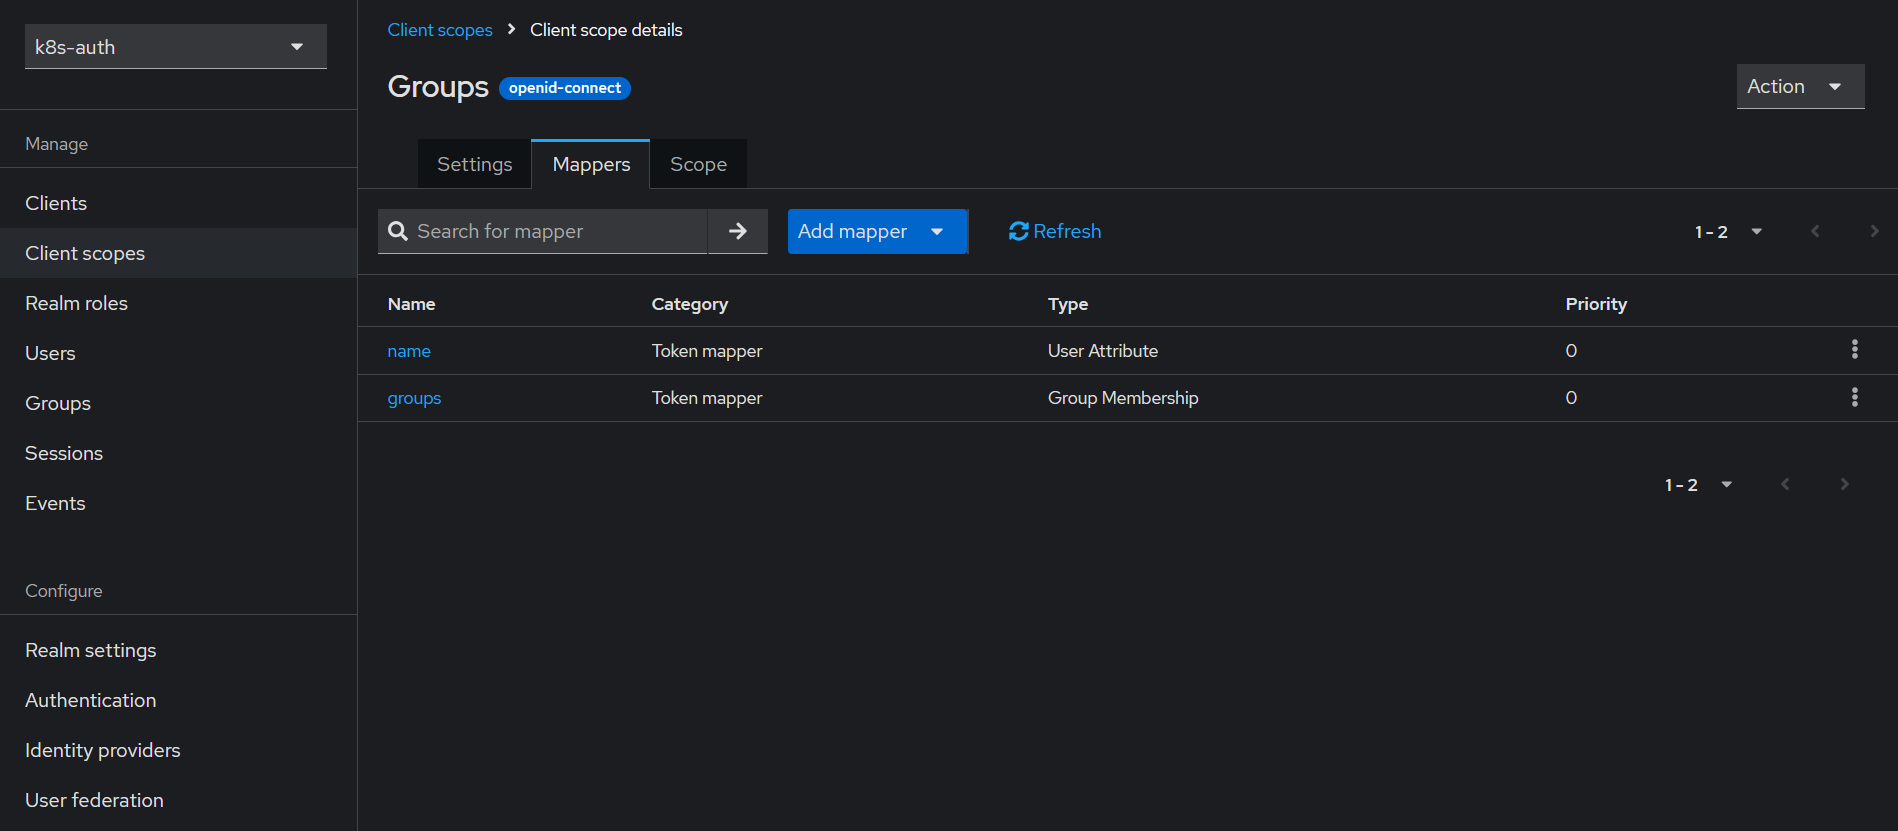 k8s-auth
Manage
Clients
Client scopes
Realm roles
Users
Groups
Sessions
Events
Configure
Realm settings
Authentication
Identity providers
User federation
Client scopes Client scope details
Groups openid-connect
Action
Settings Mappers Scope
Search for mapper Add mapper Refresh 1 - 2
Name Category Type Priority
name Token mapper User Attribute 0
groups Token mapper Group Membership 0
1 - 2